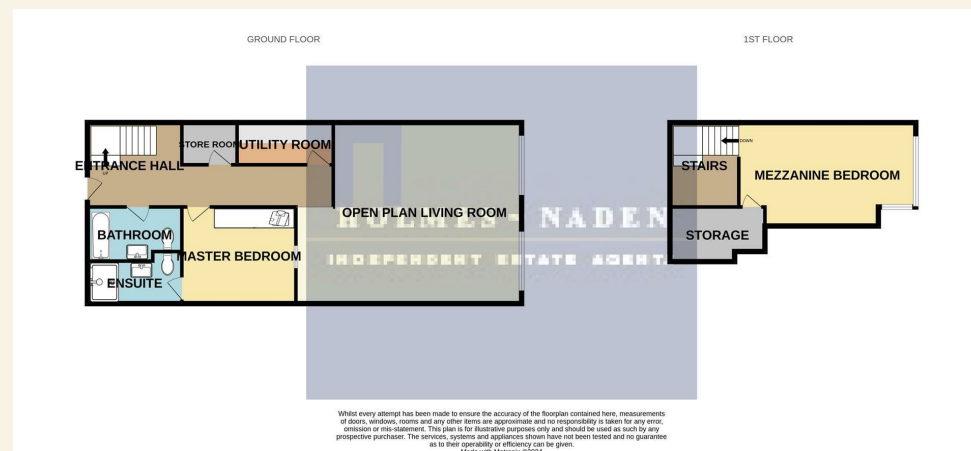 GROUND FLOOR
1ST FLOOR
STORE ROOM
UTILITY ROOM
DOWN
ENTRANCE HALL
UP
STAIRS
MEZZANINE BEDROOM
OPEN PLAN LIVING ROOM
HOLMES NADEN
BATHROOM
STORAGE
MASTER BEDROOM
INDEPENDENT ESTATE AGENTS
ENSUITE
Whilst every attempt has been made to ensure the accuracy of the floorplan contained here, measurements
of doors, windows, rooms and any other items are approximate and no responsibility is taken for any error,
omission or mis-statement. This plan is for illustrative purposes only and should be used as such by any
prospective purchaser. The services, systems and appliances shown have not been tested and no guarantee
as to their operability or efficiency can be given.
Made with Metropix ©2024